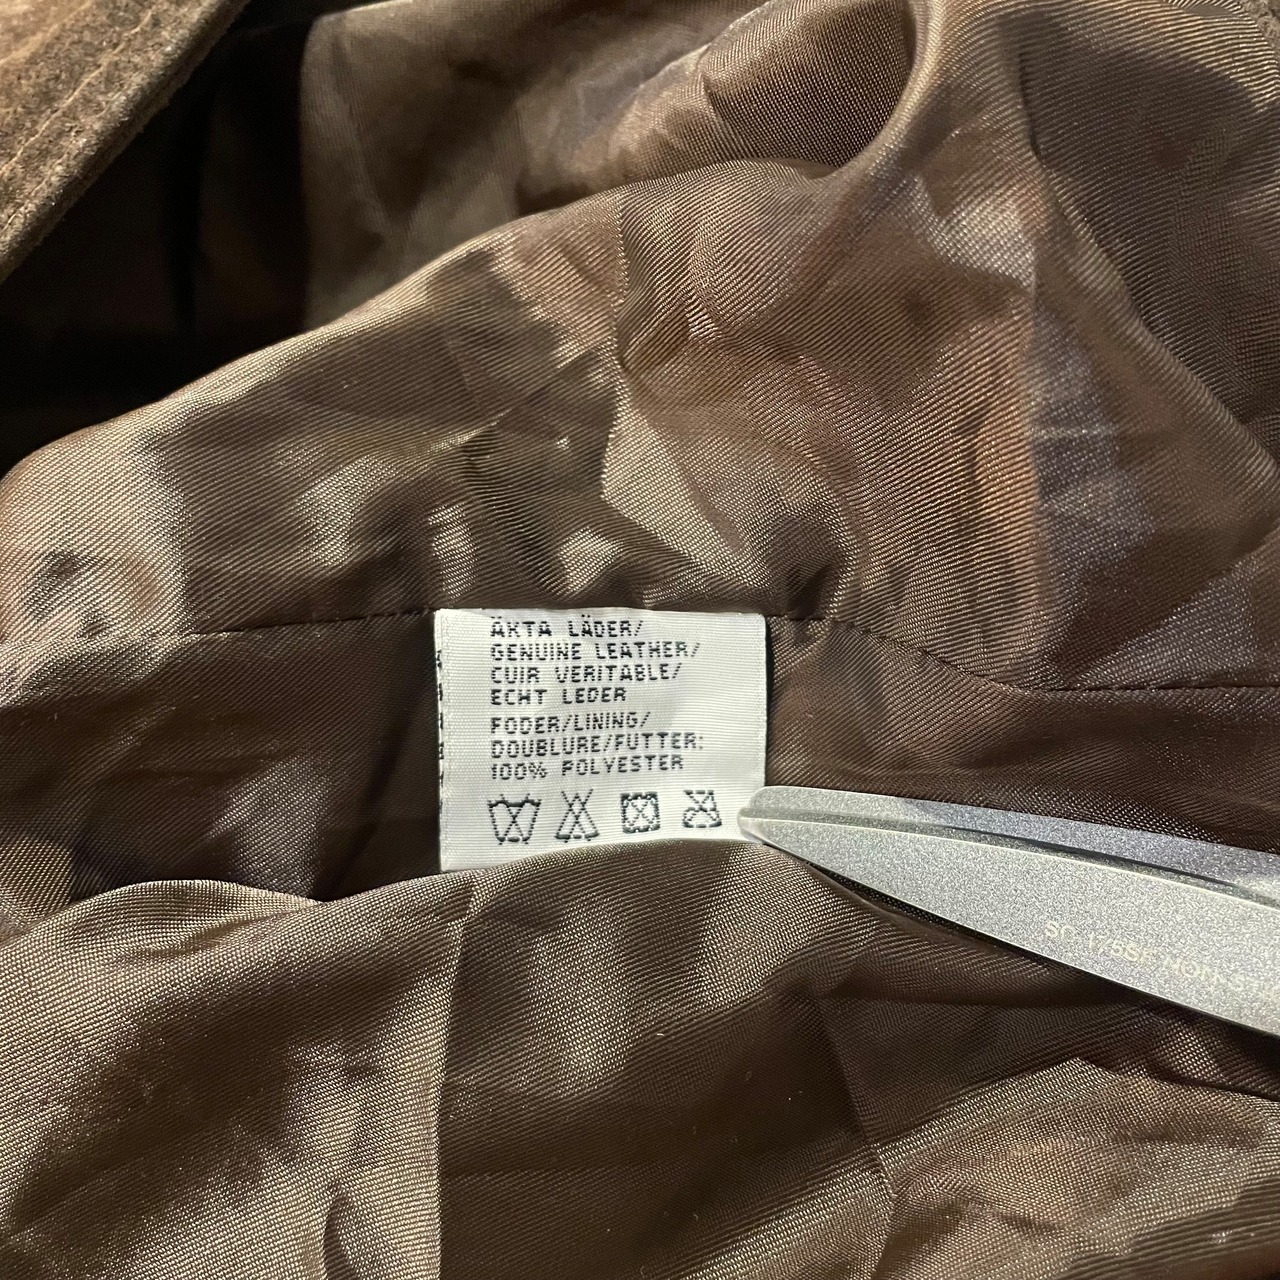 ÄKTA LÄDER/
GENUINE LEATHER/
CUIR VERITABLE/
ECHT LEDER
FODER/LINING/
DOUBLURE/FUTTER:
100% POLYESTER